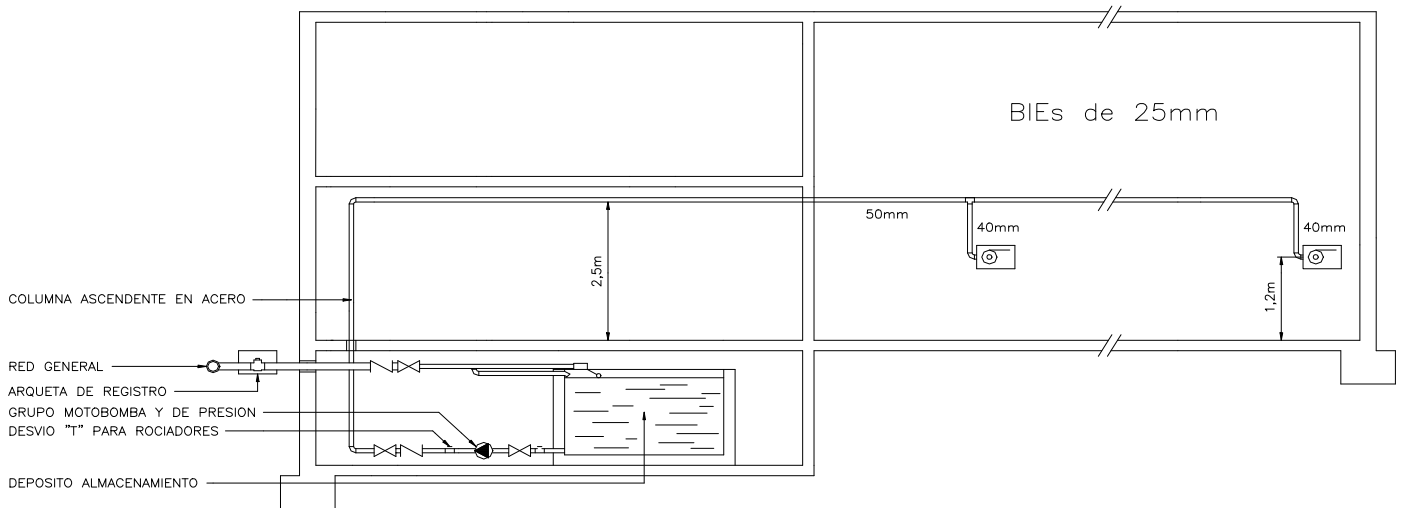 BIEs de 25mm
50mm
40mm
40mm
2,5m
1,2m
COLUMNA ASCENDENTE EN ACERO
RED GENERAL
ARQUETA DE REGISTRO
GRUPO MOTOBOMBA Y DE PRESION
DESVIO "T" PARA ROCIADORES
DEPOSITO ALMACENAMIENTO